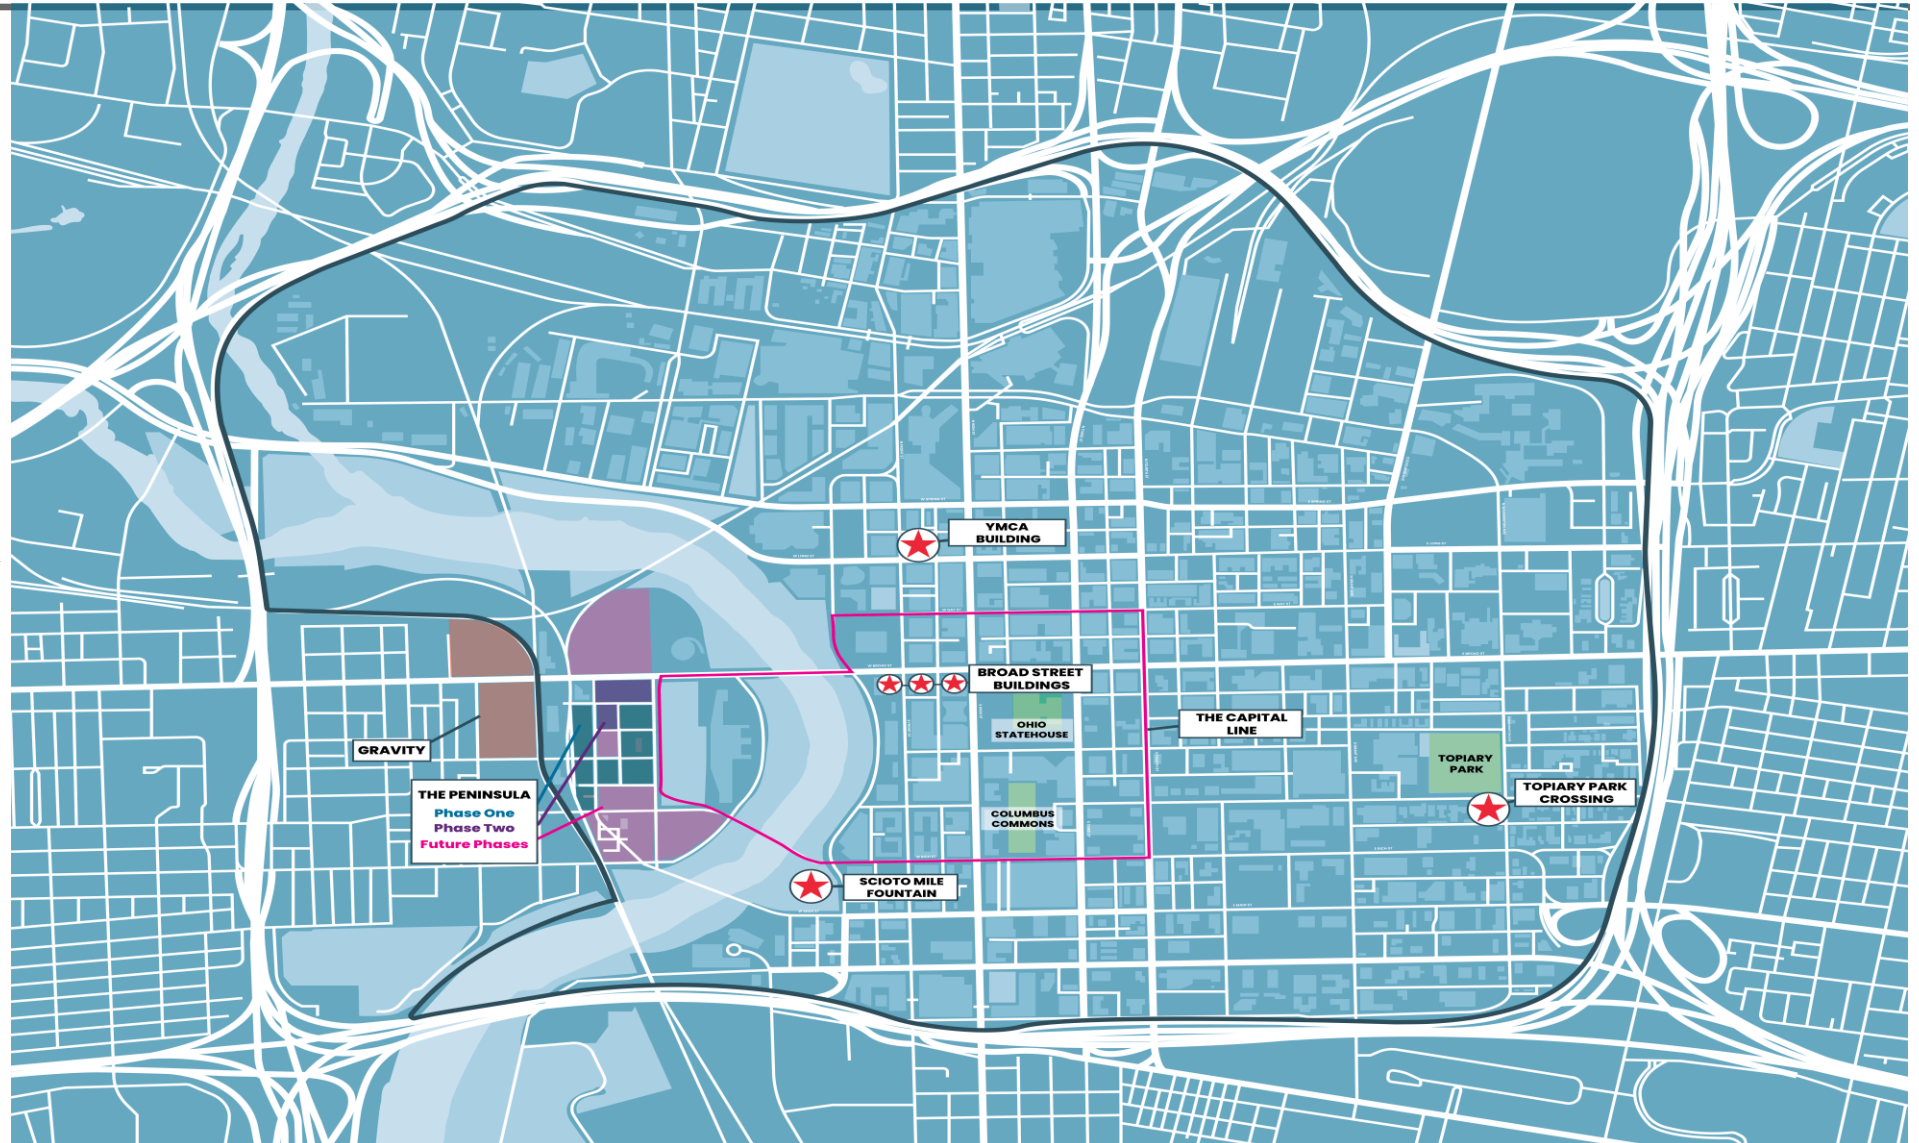 YMCA
BUILDING
BROAD STREET
BUILDINGS
OHIO
STATEHOUSE
THE CAPITAL
LINE
GRAVITY
TOPIARY
PARK
THE PENINSULA
Phase One
Phase Two
Future Phases
TOPIARY PARK
CROSSING
COLUMBUS
COMMONS
SCIOTO MILE
FOUNTAIN